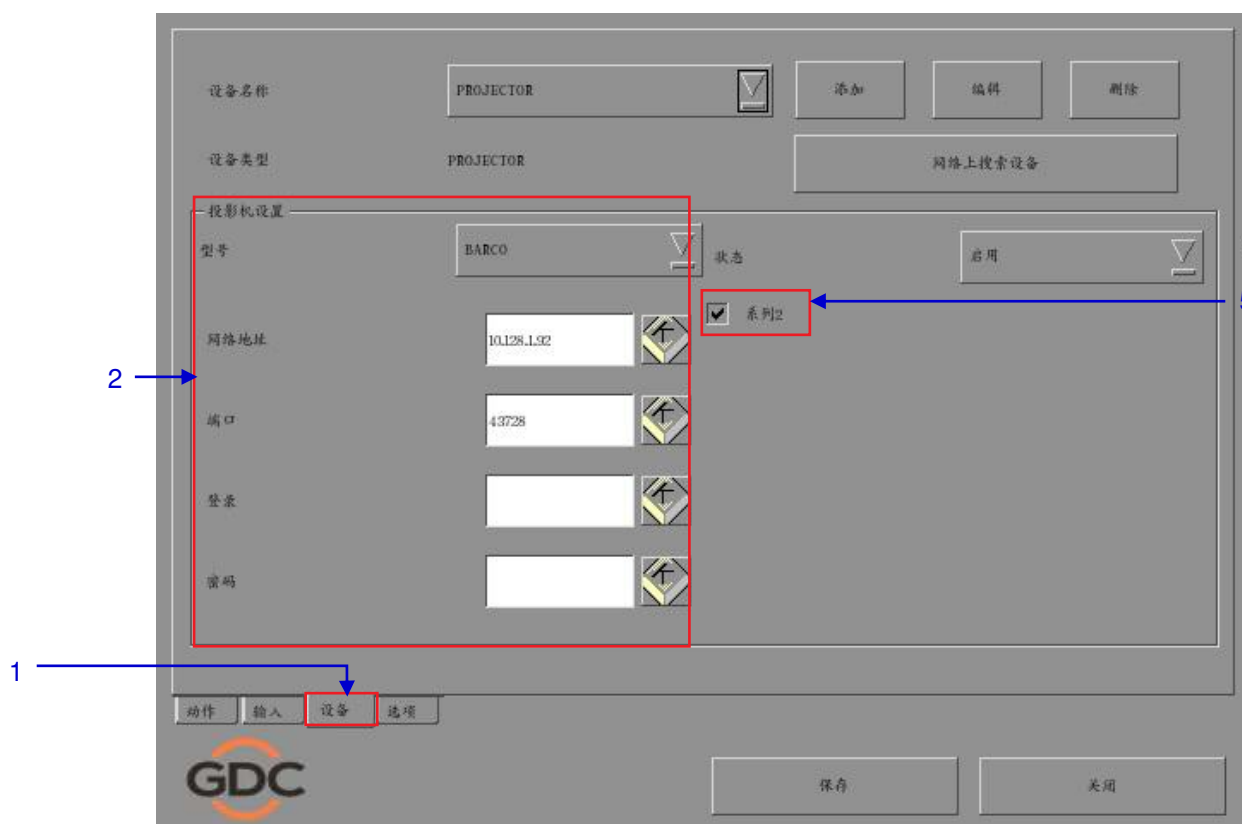 设备名称 PROJECTOR 添加 编辑 删除
设备类型 PROJECTOR 网络上搜索设备
投影机设置
型号 BARCO 状态 启用
系列2
网络地址 10.128.1.92
2
端口 43728
登录
密码
1
动作 输入 设备 选项
GDC
保存 关闭